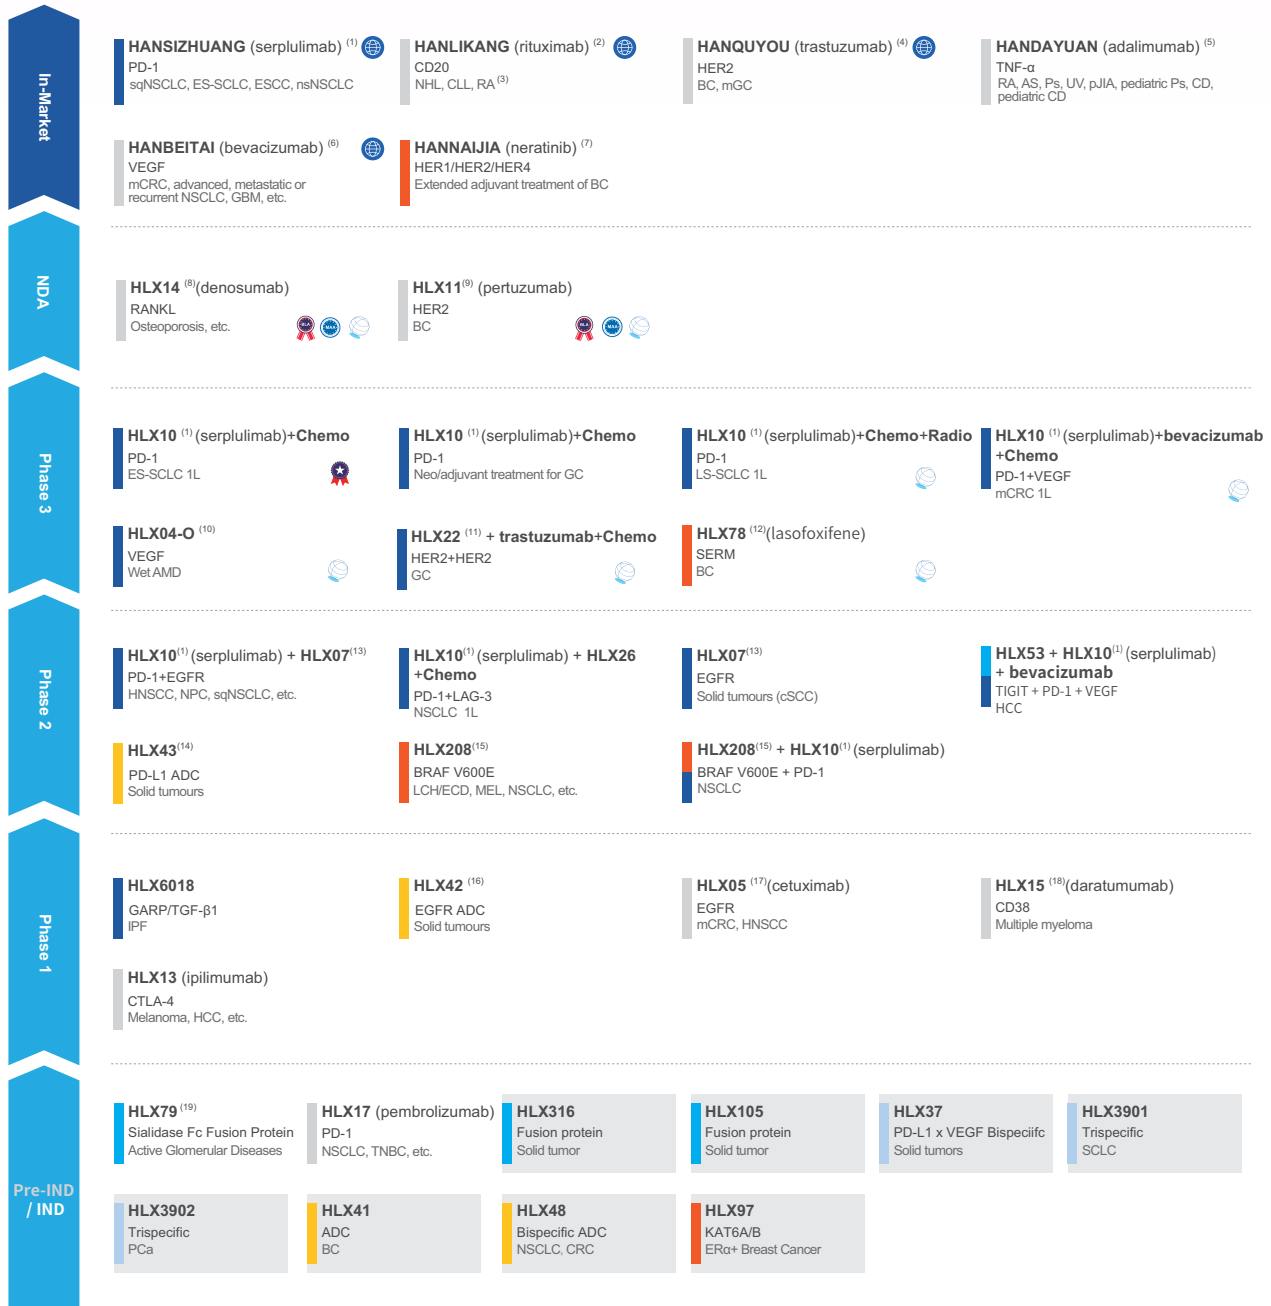 In-Market
HANSIZHUANG (serplulimab) (1)
PD-1
sqNSCLC, ES-SCLC, ESCC, nsNSCLC
HANLIKANG (rituximab) (2)
CD20
NHL, CLL, RA (3)
HANQUYOU (trastuzumab) (4)
HER2
BC, mGC
HANDAYUAN (adalimumab) (5)
TNF-α
RA, AS, Ps, UV, pJIA, pediatric Ps, CD,
pediatric CD
HANBEITAI (bevacizumab) (6)
VEGF
mCRC, advanced, metastatic or
recurrent NSCLC, GBM, etc.
HANNAIJIA (neratinib) (7)
HER1/HER2/HER4
Extended adjuvant treatment of BC
NDA
HLX14 (8)(denosumab)
RANKL
Osteoporosis, etc.
BLA
MAA
HLX11(9) (pertuzumab)
HER2
BC
BLA
MAA
Phase 3
HLX10 (1) (serplulimab)+Chemo
PD-1
ES-SCLC 1L
HLX10 (1) (serplulimab)+Chemo
PD-1
Neo/adjuvant treatment for GC
HLX10 (1) (serplulimab)+Chemo+Radio
PD-1
LS-SCLC 1L
HLX10 (1) (serplulimab)+bevacizumab
+Chemo
PD-1+VEGF
mCRC 1L
HLX04-O (10)
VEGF
Wet AMD
HLX22 (11) + trastuzumab+Chemo
HER2+HER2
GC
HLX78 (12)(lasofoxifene)
SERM
BC
Phase 2
HLX10(1) (serplulimab) + HLX07(13)
PD-1+EGFR
HNSCC, NPC, sqNSCLC, etc.
HLX10(1) (serplulimab) + HLX26
+Chemo
PD-1+LAG-3
NSCLC 1L
HLX07(13)
EGFR
Solid tumours (cSCC)
HLX53 + HLX10(1) (serplulimab)
+ bevacizumab
TIGIT + PD-1 + VEGF
HCC
HLX43(14)
PD-L1 ADC
Solid tumours
HLX208(15)
BRAF V600E
LCH/ECD, MEL, NSCLC, etc.
HLX208(15) + HLX10(1) (serplulimab)
BRAF V600E + PD-1
NSCLC
Phase 1
HLX6018
GARP/TGF-β1
IPF
HLX42 (16)
EGFR ADC
Solid tumours
HLX05 (17)(cetuximab)
EGFR
mCRC, HNSCC
HLX15 (18)(daratumumab)
CD38
Multiple myeloma
HLX13 (ipilimumab)
CTLA-4
Melanoma, HCC, etc.
Pre-IND
/ IND
HLX79 (19)
Sialidase Fc Fusion Protein
Active Glomerular Diseases
HLX17 (pembrolizumab)
PD-1
NSCLC, TNBC, etc.
HLX316
Fusion protein
Solid tumor
HLX105
Fusion protein
Solid tumor
HLX37
PD-L1 x VEGF Bispeciifc
Solid tumors
HLX3901
Trispecific
SCLC
HLX3902
Trispecific
PCa
HLX41
ADC
BC
HLX48
Bispecific ADC
NSCLC, CRC
HLX97
KAT6A/B
ERα+ Breast Cancer